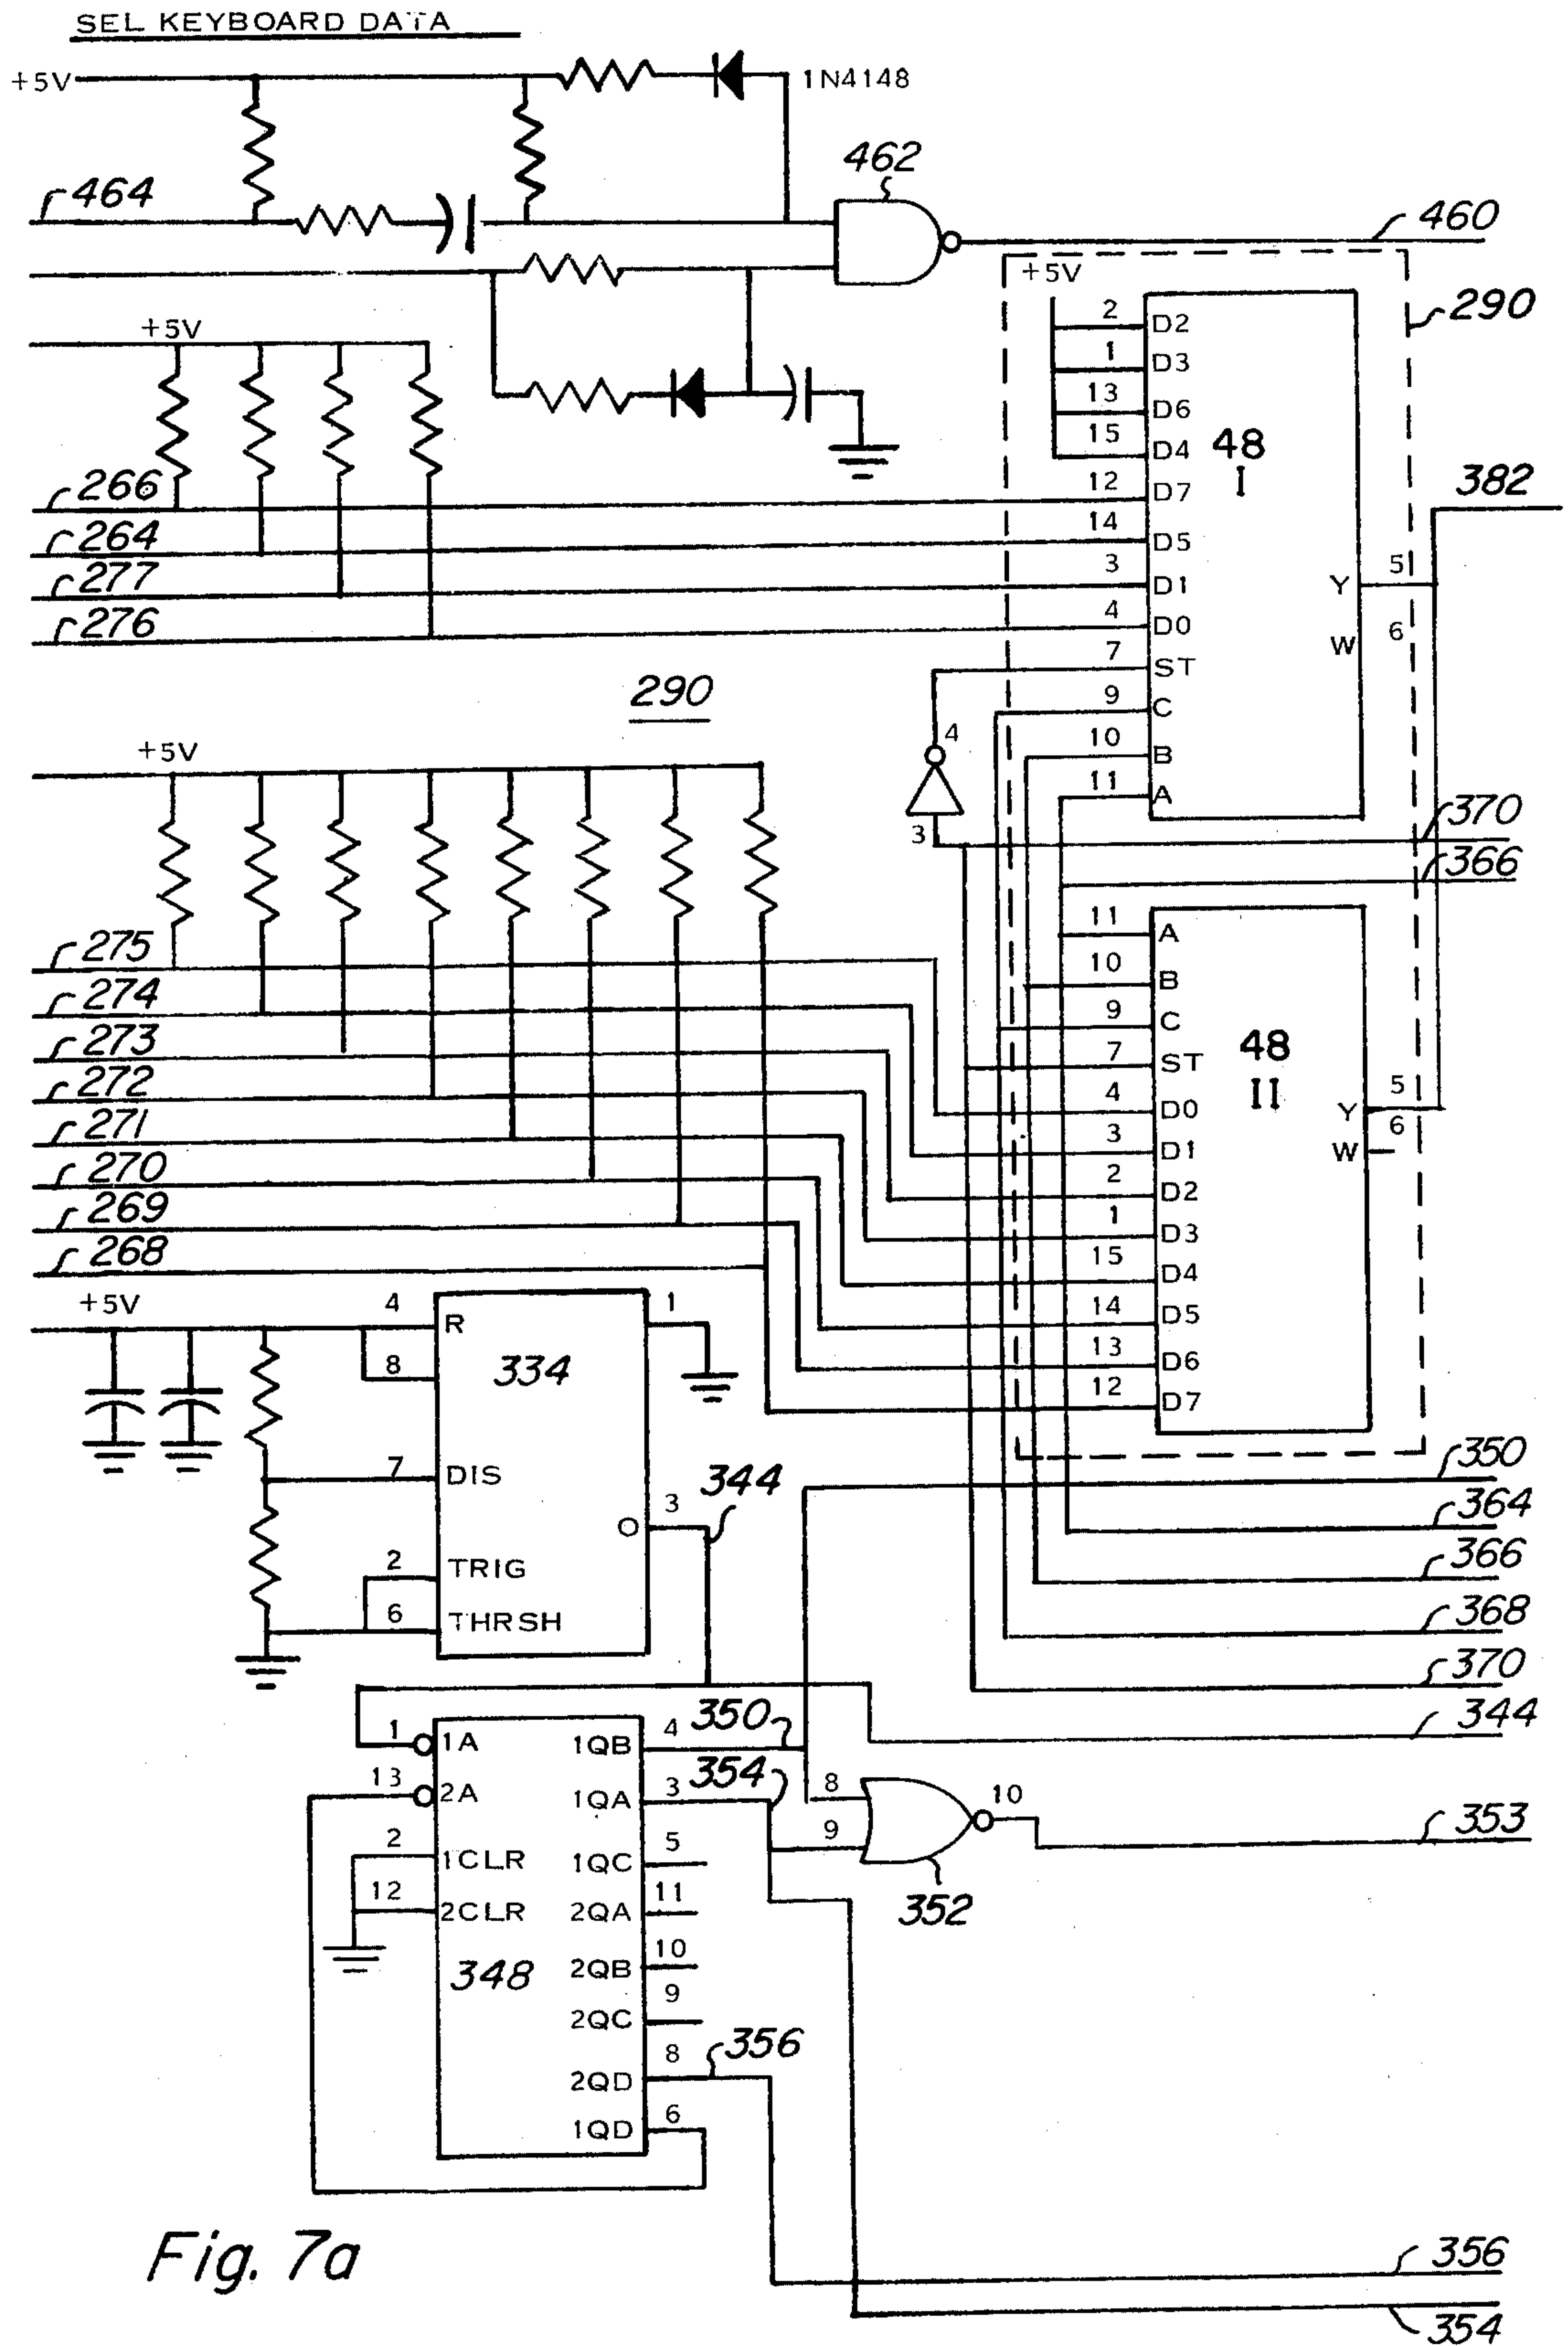 SEL KEYBOARD DATA
+5V
1N4148
464
462
460
+5V
290
+5V
2 D2
1 D3
13 D6
15 D4
48
I
266
12 D7
382
264
14 D5
277
3 D1
Y 5
276
4 D0
W 6
7 ST
290
9 C
4
10 B
+5V
11 A
3
370
366
275
11 A
274
10 B
273
9 C
272
7 ST
48
II
271
4 D0
Y 5
270
3 D1
W 6
269
2 D2
268
1 D3
15 D4
14 D5
13 D6
12 D7
+5V
4 R
1
8
334
7 DIS
344
3
O
2 TRIG
6 THRSH
350
364
366
368
370
344
1 1A
1QB 4
350
13 2A
1QA 3
354
8
10
9
353
352
2 1CLR
1QC 5
12 2CLR
2QA 11
348
2QB 10
2QC 9
2QD 8
356
1QD 6
Fig. 7a
356
354